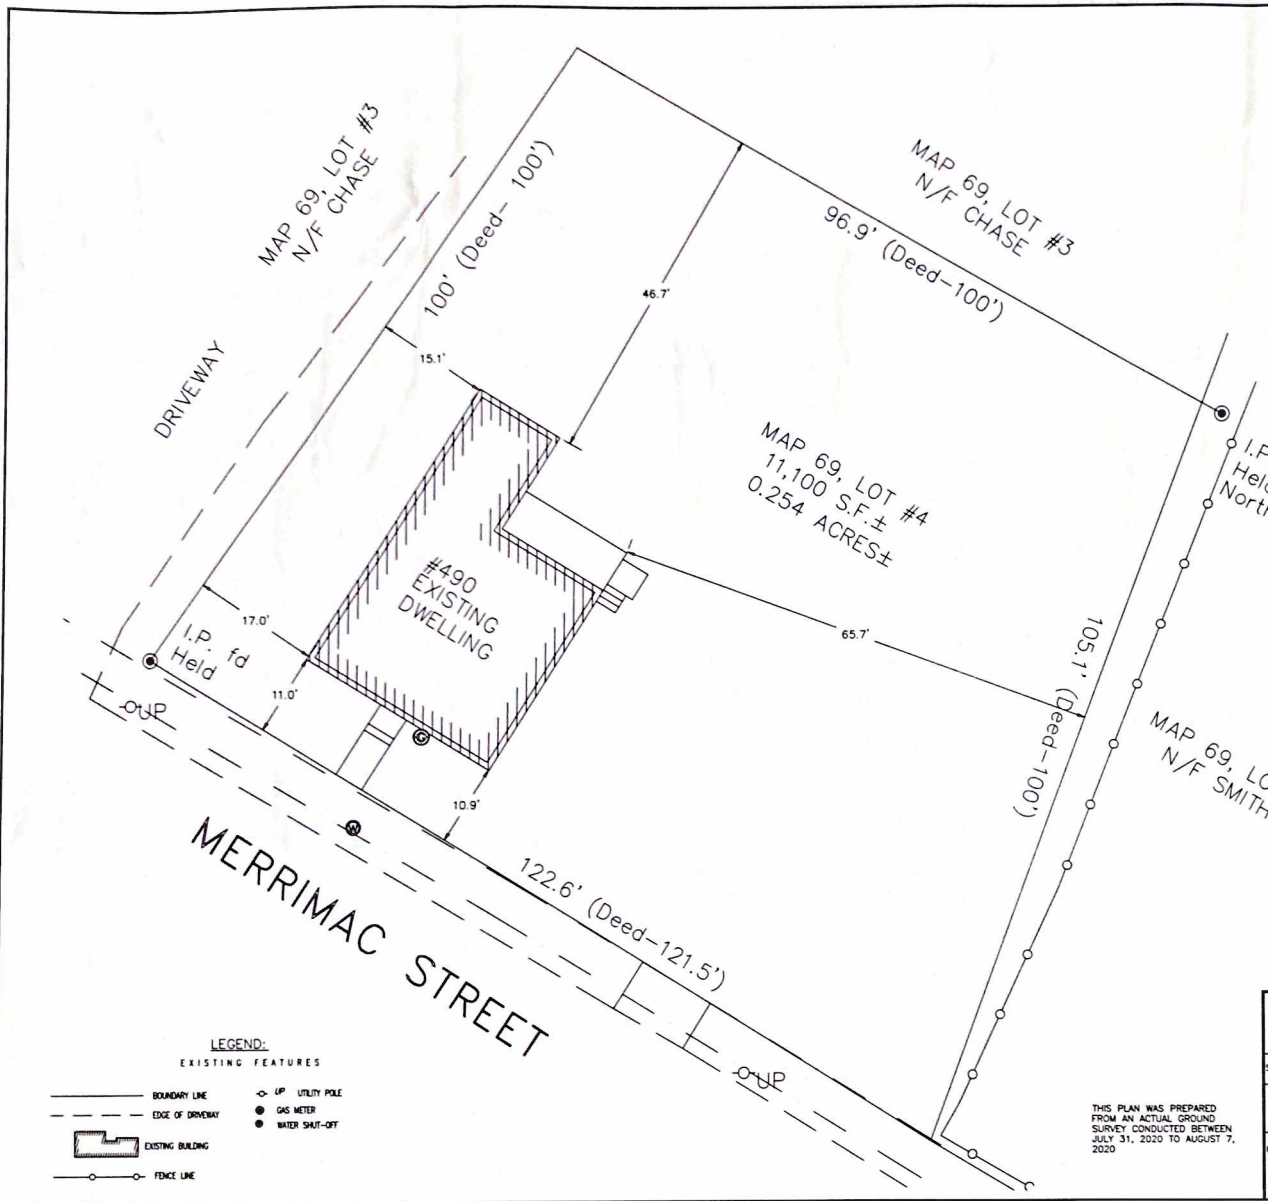 MAP 69, LOT #3
N/F CHASE
100' (Deed- 100')
MAP 69, LOT #3
N/F CHASE
96.9' (Deed-100')
46.7'
15.1'
DRIVEWAY
MAP 69, LOT #4
11,100 S.F.±
0.254 ACRES±
I.P.
Held
North
#490
EXISTING
DWELLING
17.0'
I.P. fd
Held
11.0'
65.7'
105.1' (Deed-100')
UP
G
10.9'
W
MAP 69,
N/F SMITH
MERRIMAC STREET
122.6' (Deed-121.5')
UP
LEGEND:
EXISTING FEATURES
BOUNDARY LINE
EDGE OF DRIVEWAY
EXISTING BUILDING
FENCE LINE
UP UTILITY POLE
GAS METER
WATER SHUT-OFF
THIS PLAN WAS PREPARED
FROM AN ACTUAL GROUND
SURVEY CONDUCTED BETWEEN
JULY 31, 2020 TO AUGUST 7,
2020